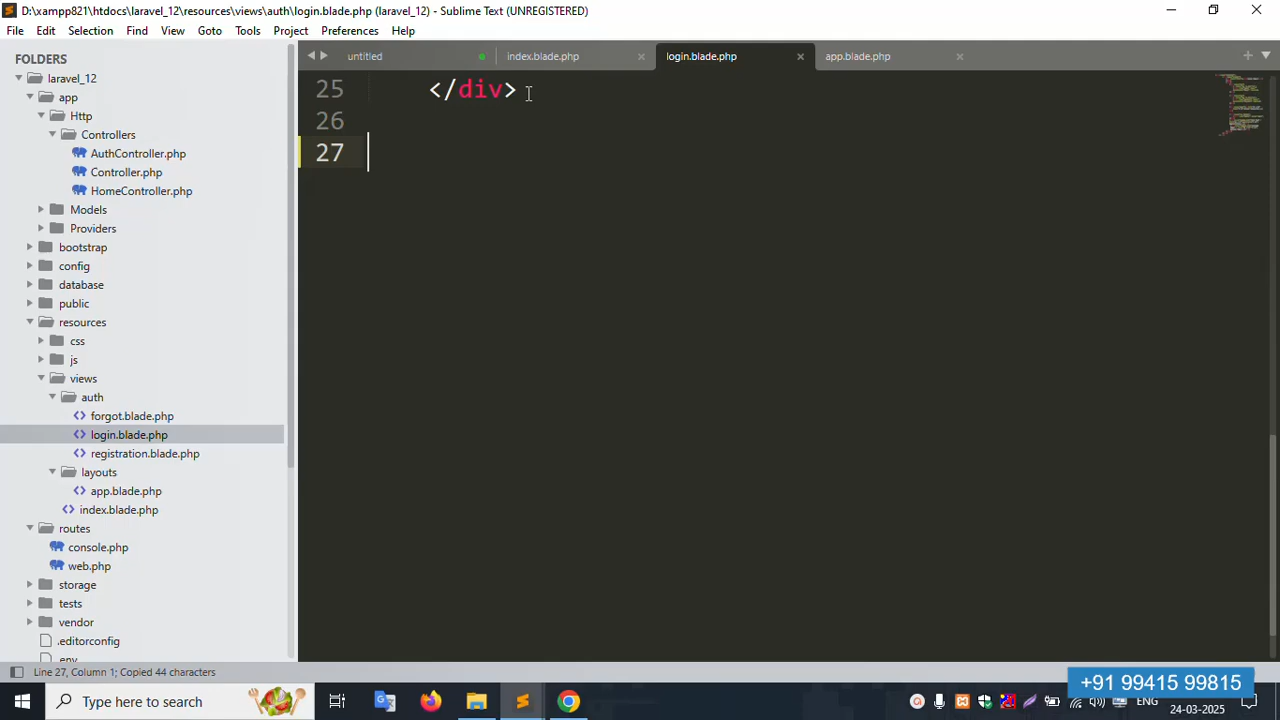 D:\xampp821\htdocs\laravel_12\resources\views\auth\login.blade.php (laravel_12) - Sublime Text (UNREGISTERED)
File Edit Selection Find View Goto Tools Project Preferences Help
FOLDERS
laravel_12
app
Http
Controllers
AuthController.php
Controller.php
HomeController.php
Models
Providers
bootstrap
config
database
public
resources
css
js
views
auth
forgot.blade.php
login.blade.php
registration.blade.php
layouts
app.blade.php
index.blade.php
routes
console.php
web.php
storage
tests
vendor
.editorconfig
.env
untitled index.blade.php login.blade.php app.blade.php
25 </div>
26
27
Line 27, Column 1; Copied 44 characters
Type here to search
+91 99415 99815
ENG
24-03-2025